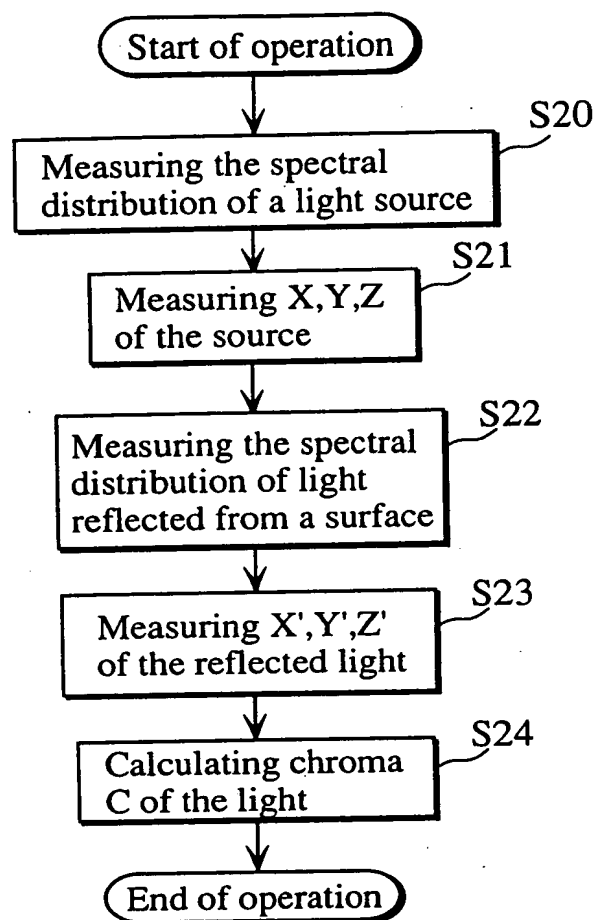 Start of operation
S20
Measuring the spectral
distribution of a light source
S21
Measuring X,Y,Z
of the source
S22
Measuring the spectral
distribution of light
reflected from a surface
S23
Measuring X',Y',Z'
of the reflected light
S24
Calculating chroma
C of the light
End of operation